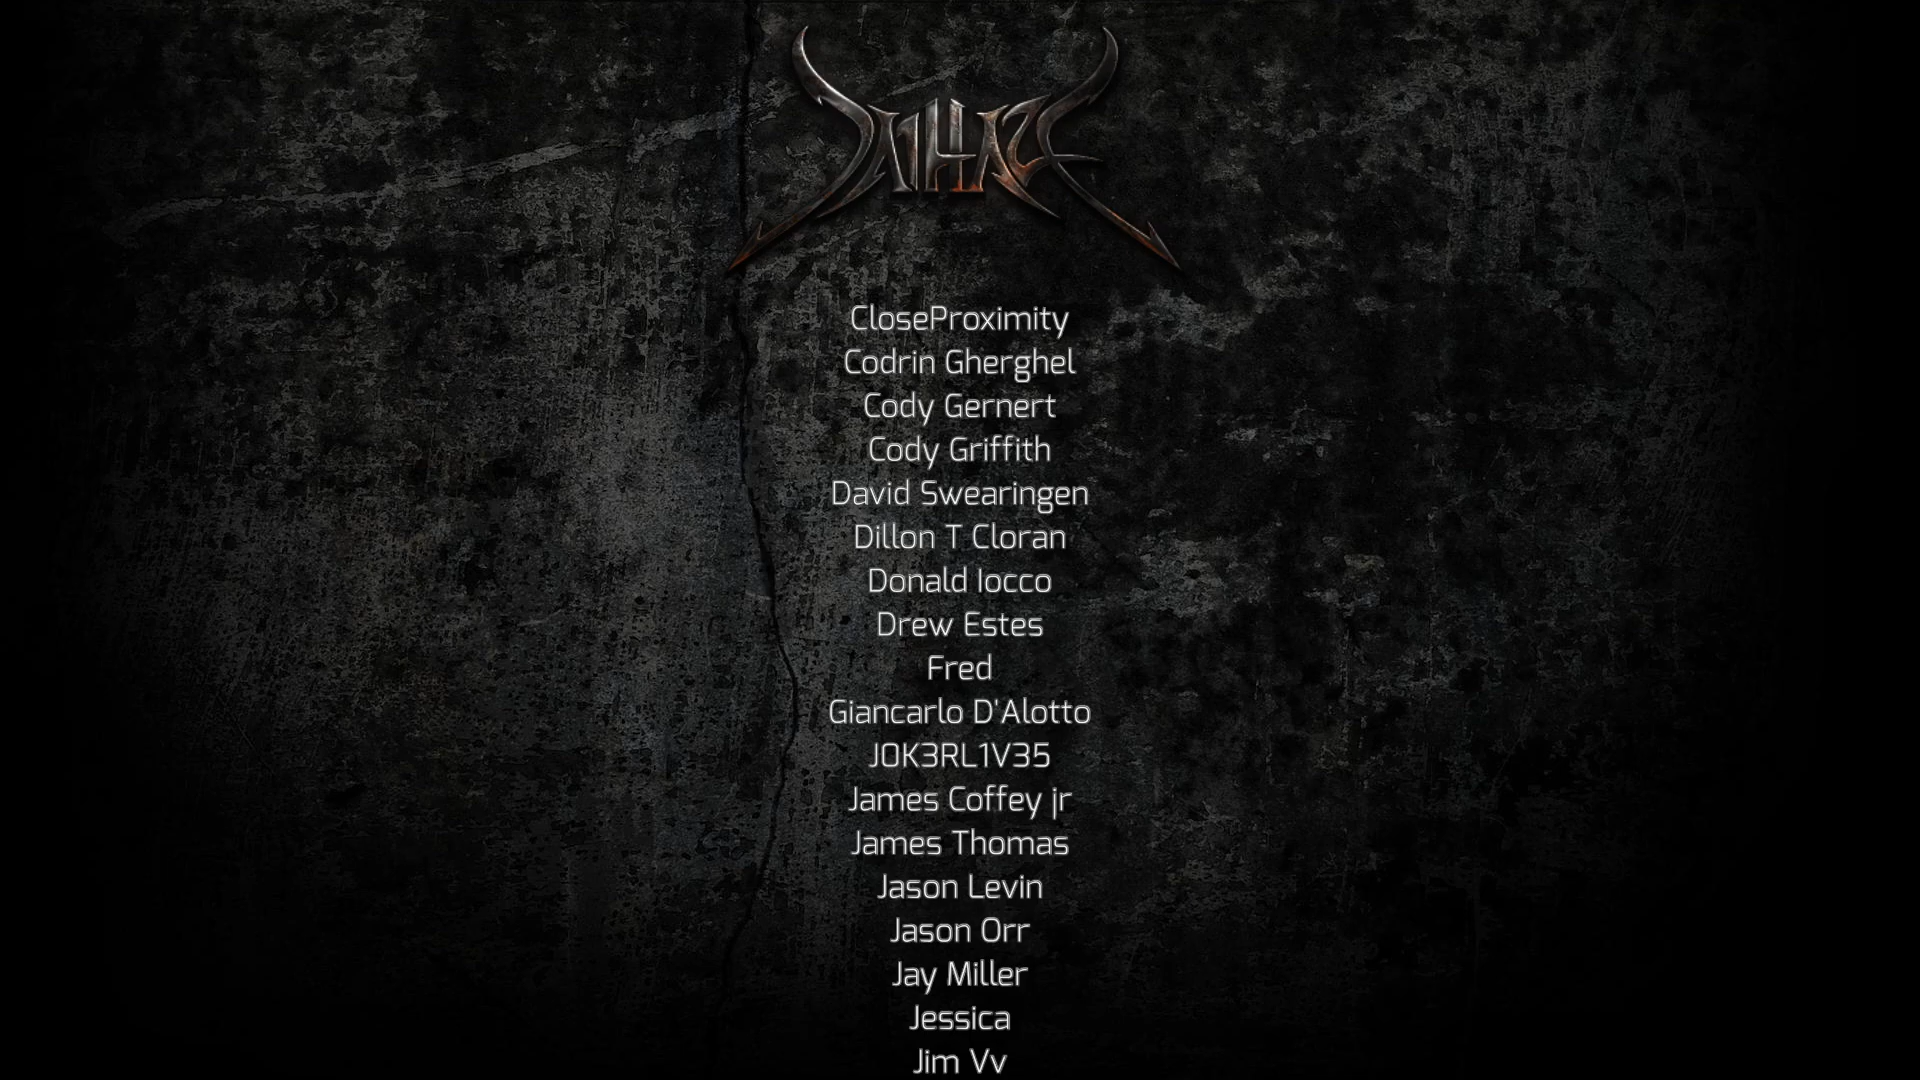 CloseProximity
Codrin Gherghel
Cody Gernert
Cody Griffith
David Swearingen
Dillon T Cloran
Donald Iocco
Drew Estes
Fred
Giancarlo D'Alotto
J0K3RL1V35
James Coffey jr
James Thomas
Jason Levin
Jason Orr
Jay Miller
Jessica
Jim Vv